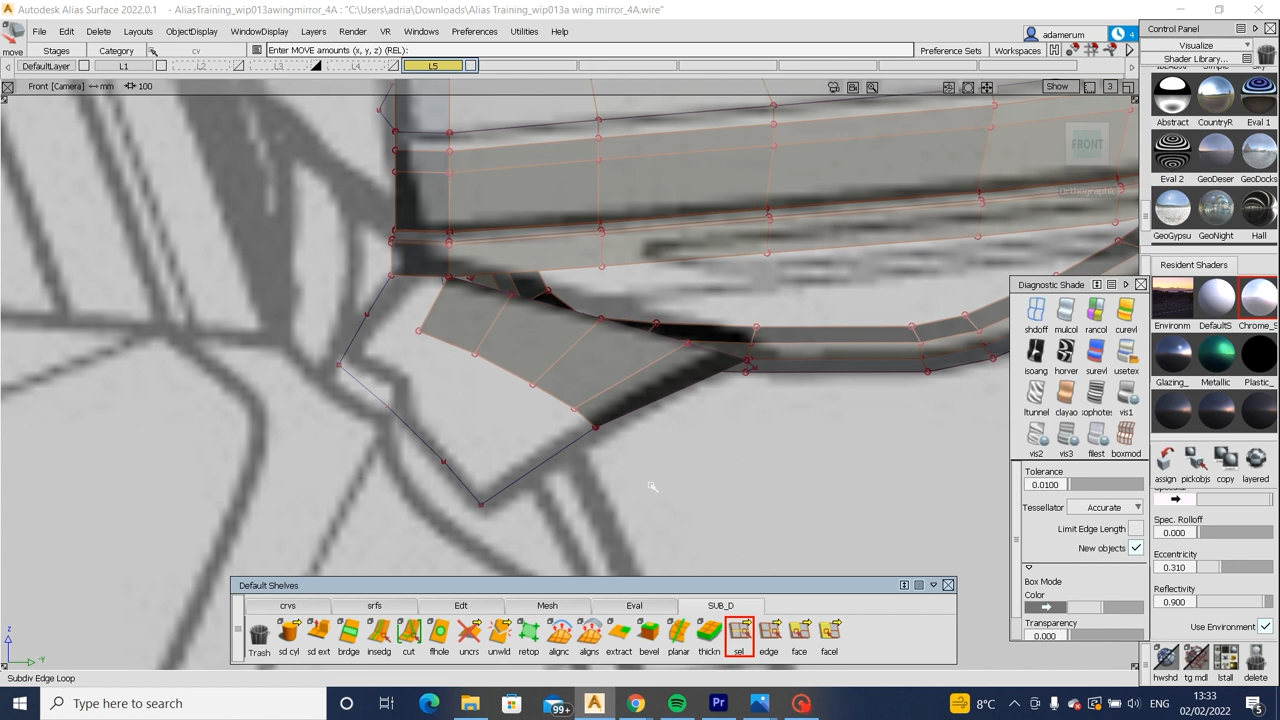 Autodesk Alias Surface 2022.0.1 - AliasTraining_wip013awingmirror_4A : "C:\Users\adria\Downloads\Alias Training_wip013a wing mirror_4A.wire"
File Edit Delete Layouts ObjectDisplay WindowDisplay Layers Render VR Windows Preferences Utilities Help
adamerum 4
move Stages Category cv Enter MOVE amounts (x, y, z) (REL): Preference Sets Workspaces
DefaultLayer L1 L2 L3 L4 L5
Front [Camera] mm 100 Show 3
FRONT
Orthographic
Control Panel
Visualize
Shader Library...
Abstract CountryR Eval 1
Eval 2 GeoDeser GeoDocks
GeoGypsu GeoNight Hall
Resident Shaders
Environm DefaultS Chrome_S
Glazing_ Metallic Plastic_
assign pickobjs copy layered
Spec. Rolloff
0.000
Eccentricity
0.310
Reflectivity
0.900
Use Environment
hwshd tg mdl lstall delete
Diagnostic Shade
shdoff mulcol rancol curevl
isoang horver surevl usetex
ltunnel clayao sophotes vis1
vis2 vis3 filest boxmod
Tolerance
0.0100
Tessellator Accurate
Limit Edge Length
New objects
Box Mode
Color
Transparency
0.000
Default Shelves
crvs srfs Edt Mesh Eval SUB_D
Trash sd cyl sd ext brdge insedg cut flhle uncrs unwld retop alignc aligns extract bevel planar thickn sel edge face facel
z
-y
Subdiv Edge Loop
Type here to search
99+
8°C
ENG
13:33
02/02/2022
5